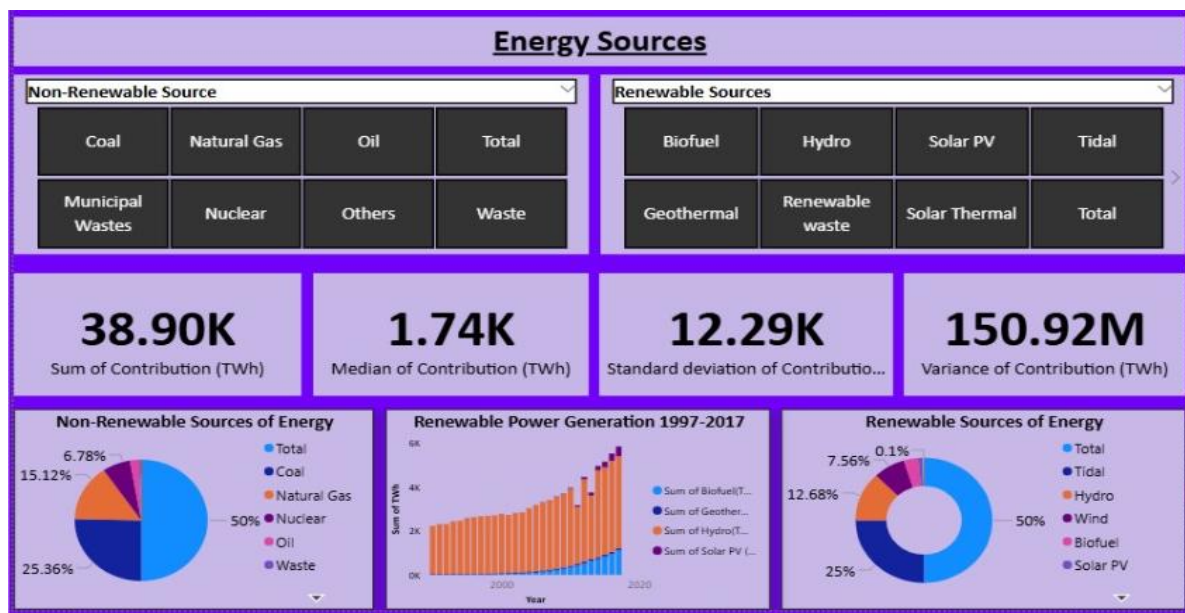 Energy Sources
Non-Renewable Source
Renewable Sources
Coal
Natural Gas
Oil
Total
Municipal
Wastes
Nuclear
Others
Waste
Biofuel
Hydro
Solar PV
Tidal
Geothermal
Renewable
waste
Solar Thermal
Total
38.90K
Sum of Contribution (TWh)
1.74K
Median of Contribution (TWh)
12.29K
Standard deviation of Contributio...
150.92M
Variance of Contribution (TWh)
Non-Renewable Sources of Energy
6.78%
15.12%
25.36%
50%
Total
Coal
Natural Gas
Nuclear
Oil
Waste
Renewable Power Generation 1997-2017
Sum of TWh
6K
4K
2K
0K
2000
2020
Year
Sum of Biofuel(T...
Sum of Geother...
Sum of Hydro(T...
Sum of Solar PV (...
Renewable Sources of Energy
0.1%
7.56%
12.68%
25%
50%
Total
Tidal
Hydro
Wind
Biofuel
Solar PV